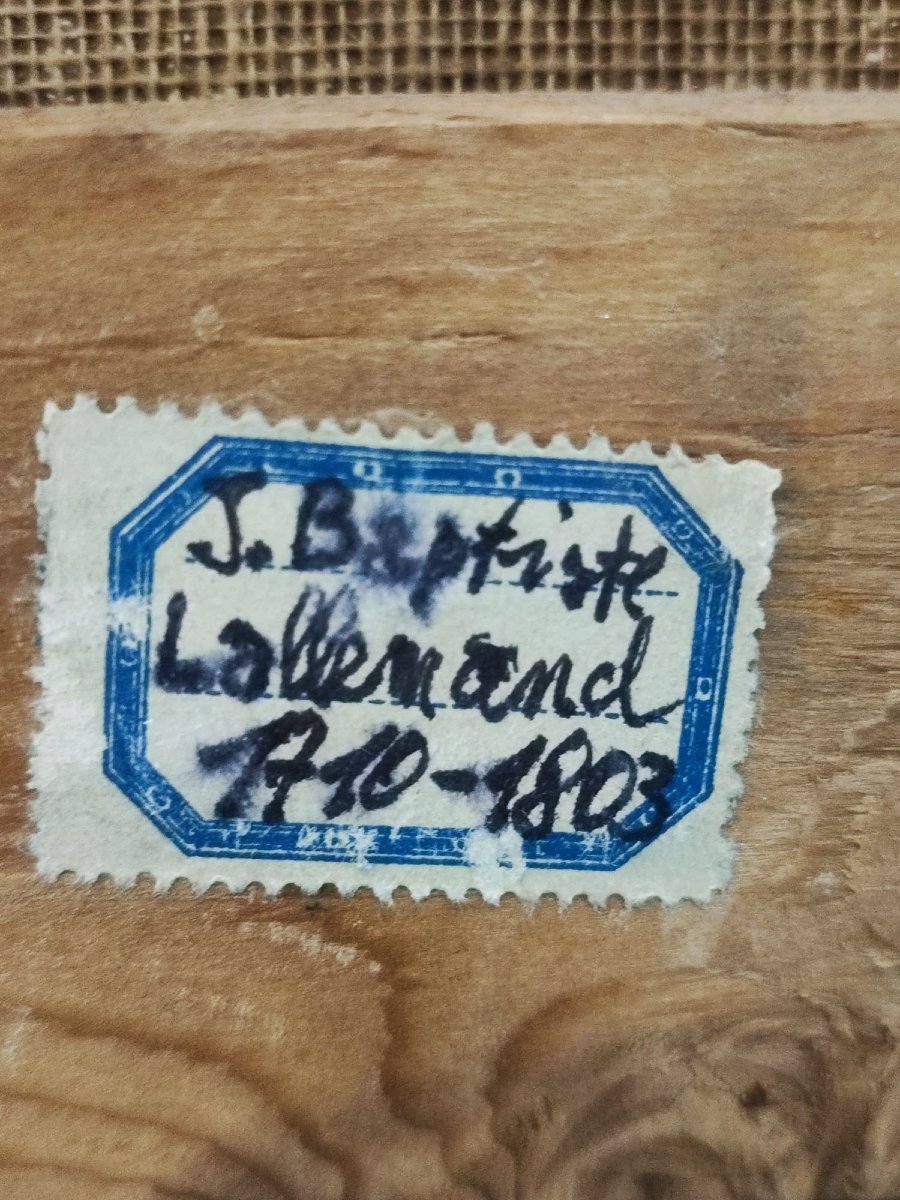 J. Baptiste
Lallemand
1710-1803